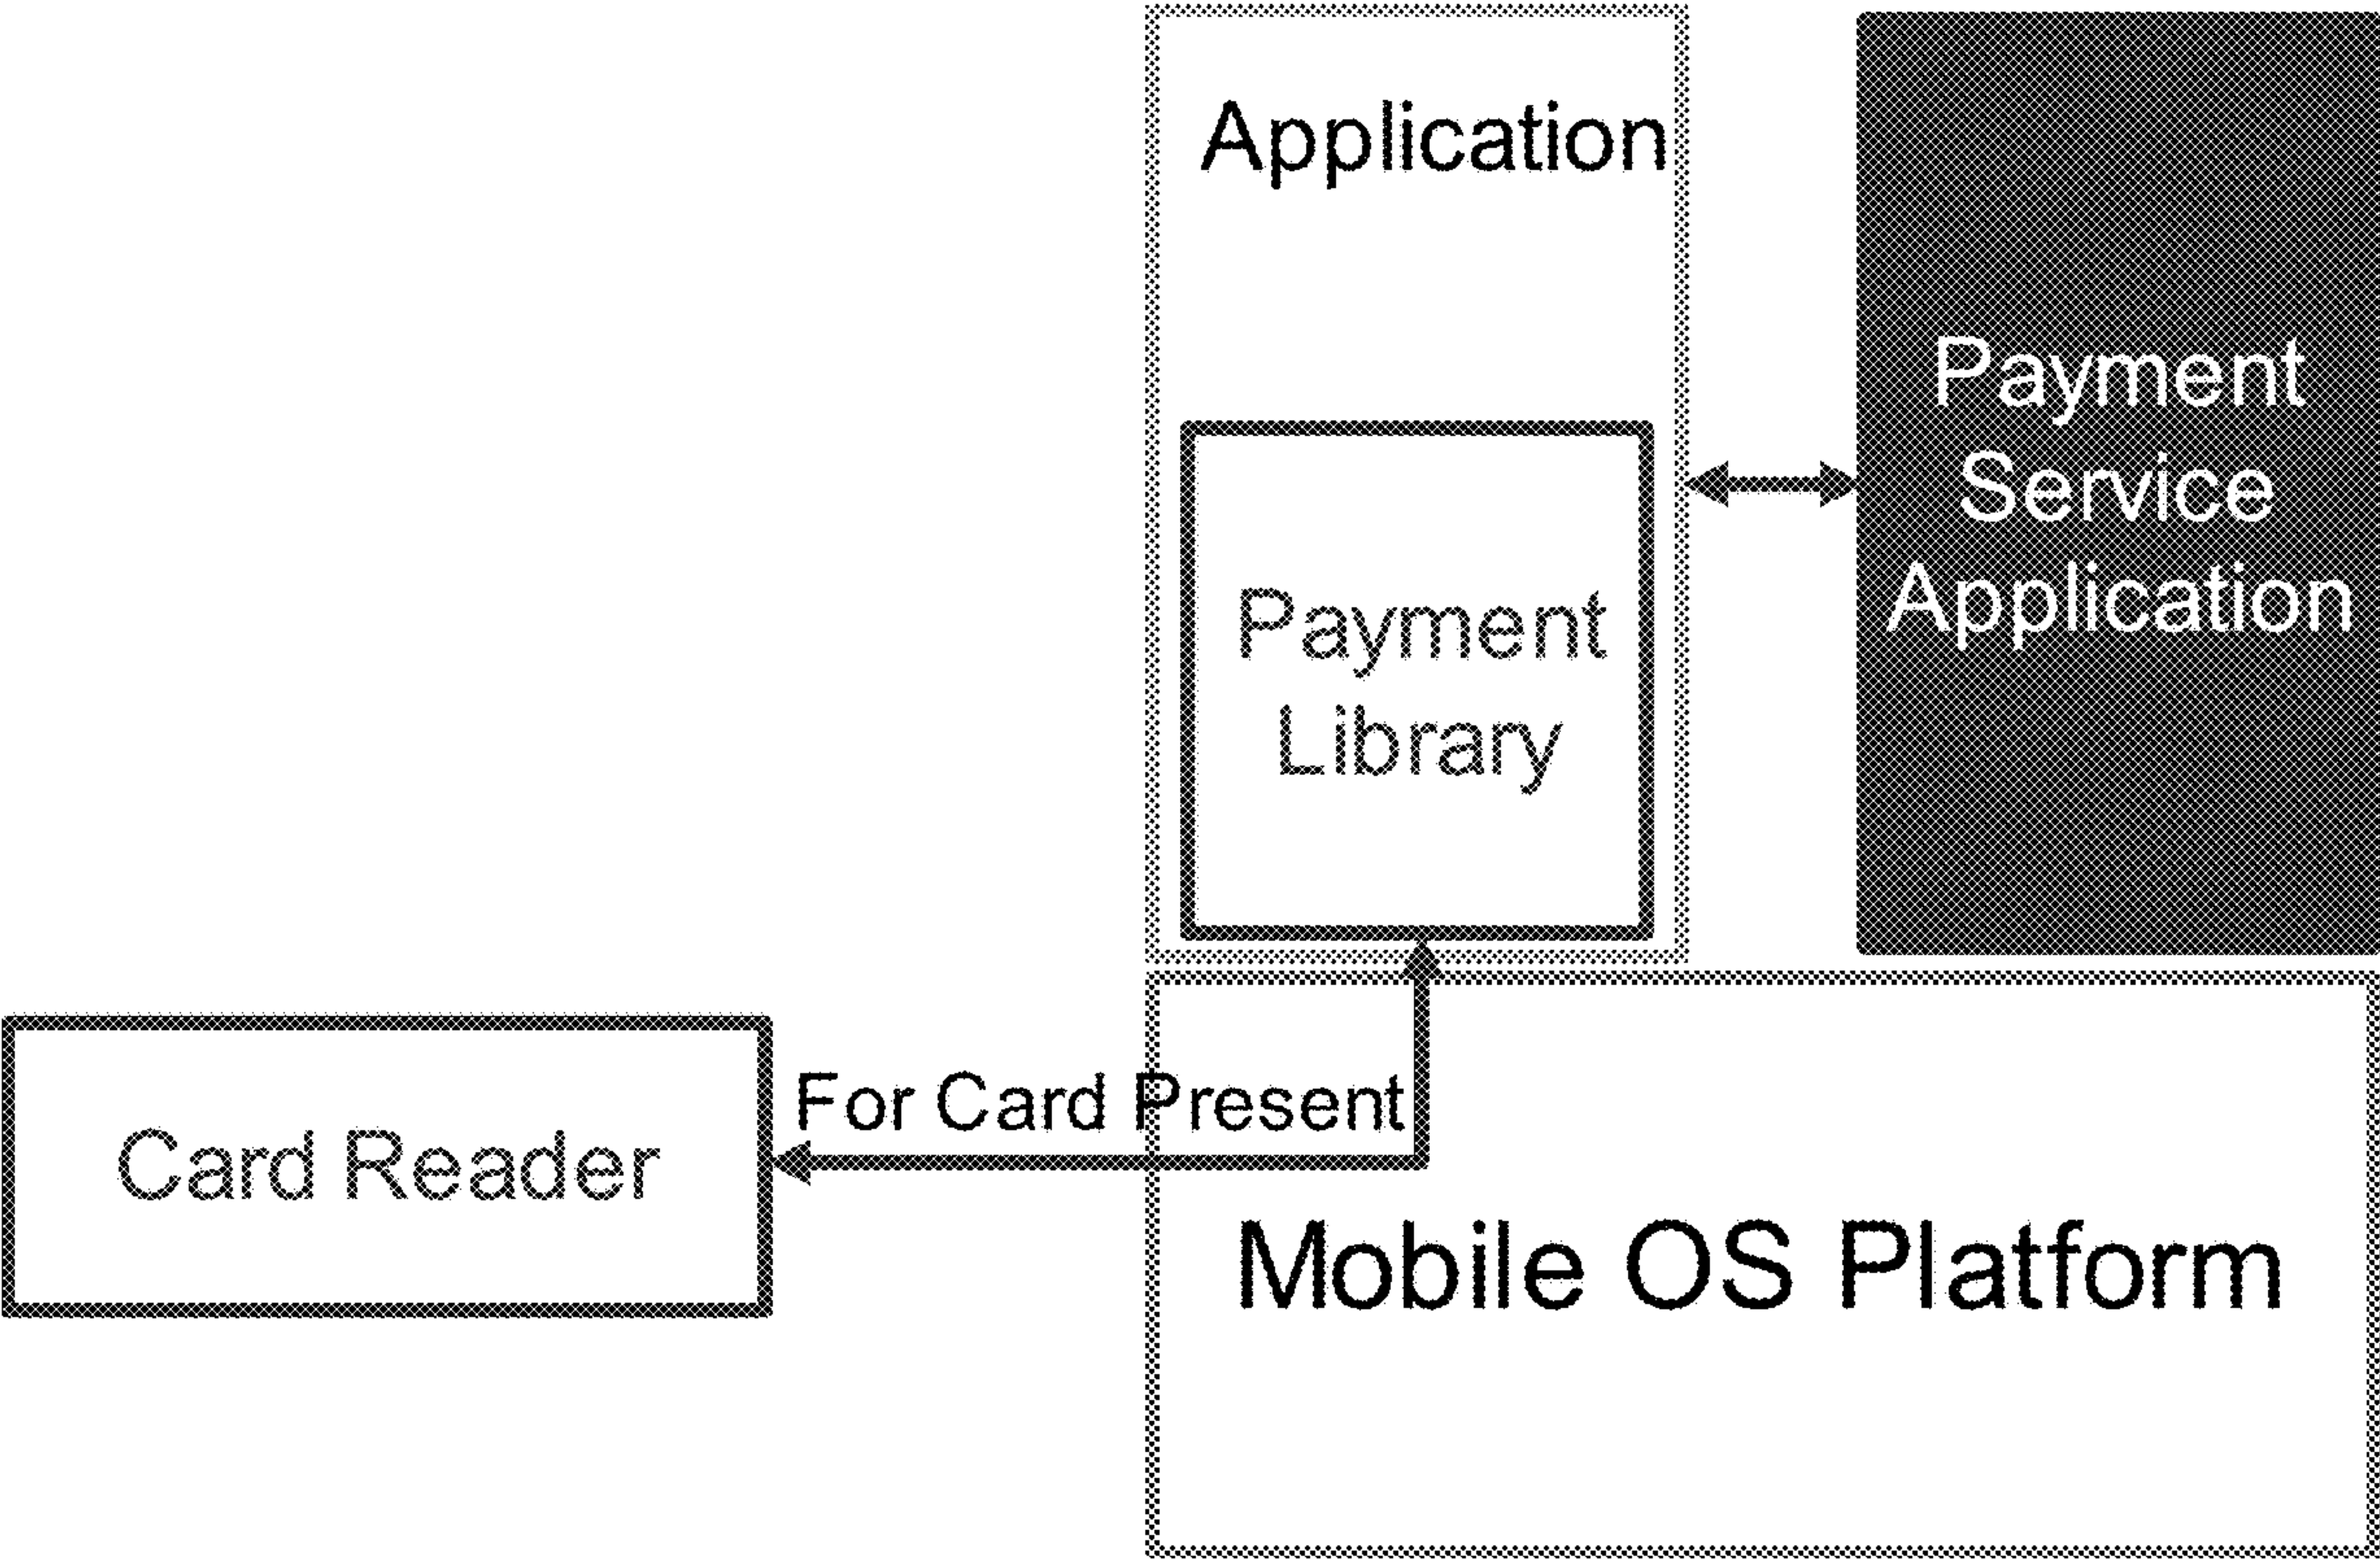 Application
Payment
Service
Application
Payment
Library
For Card Present
Card Reader
Mobile OS Platform